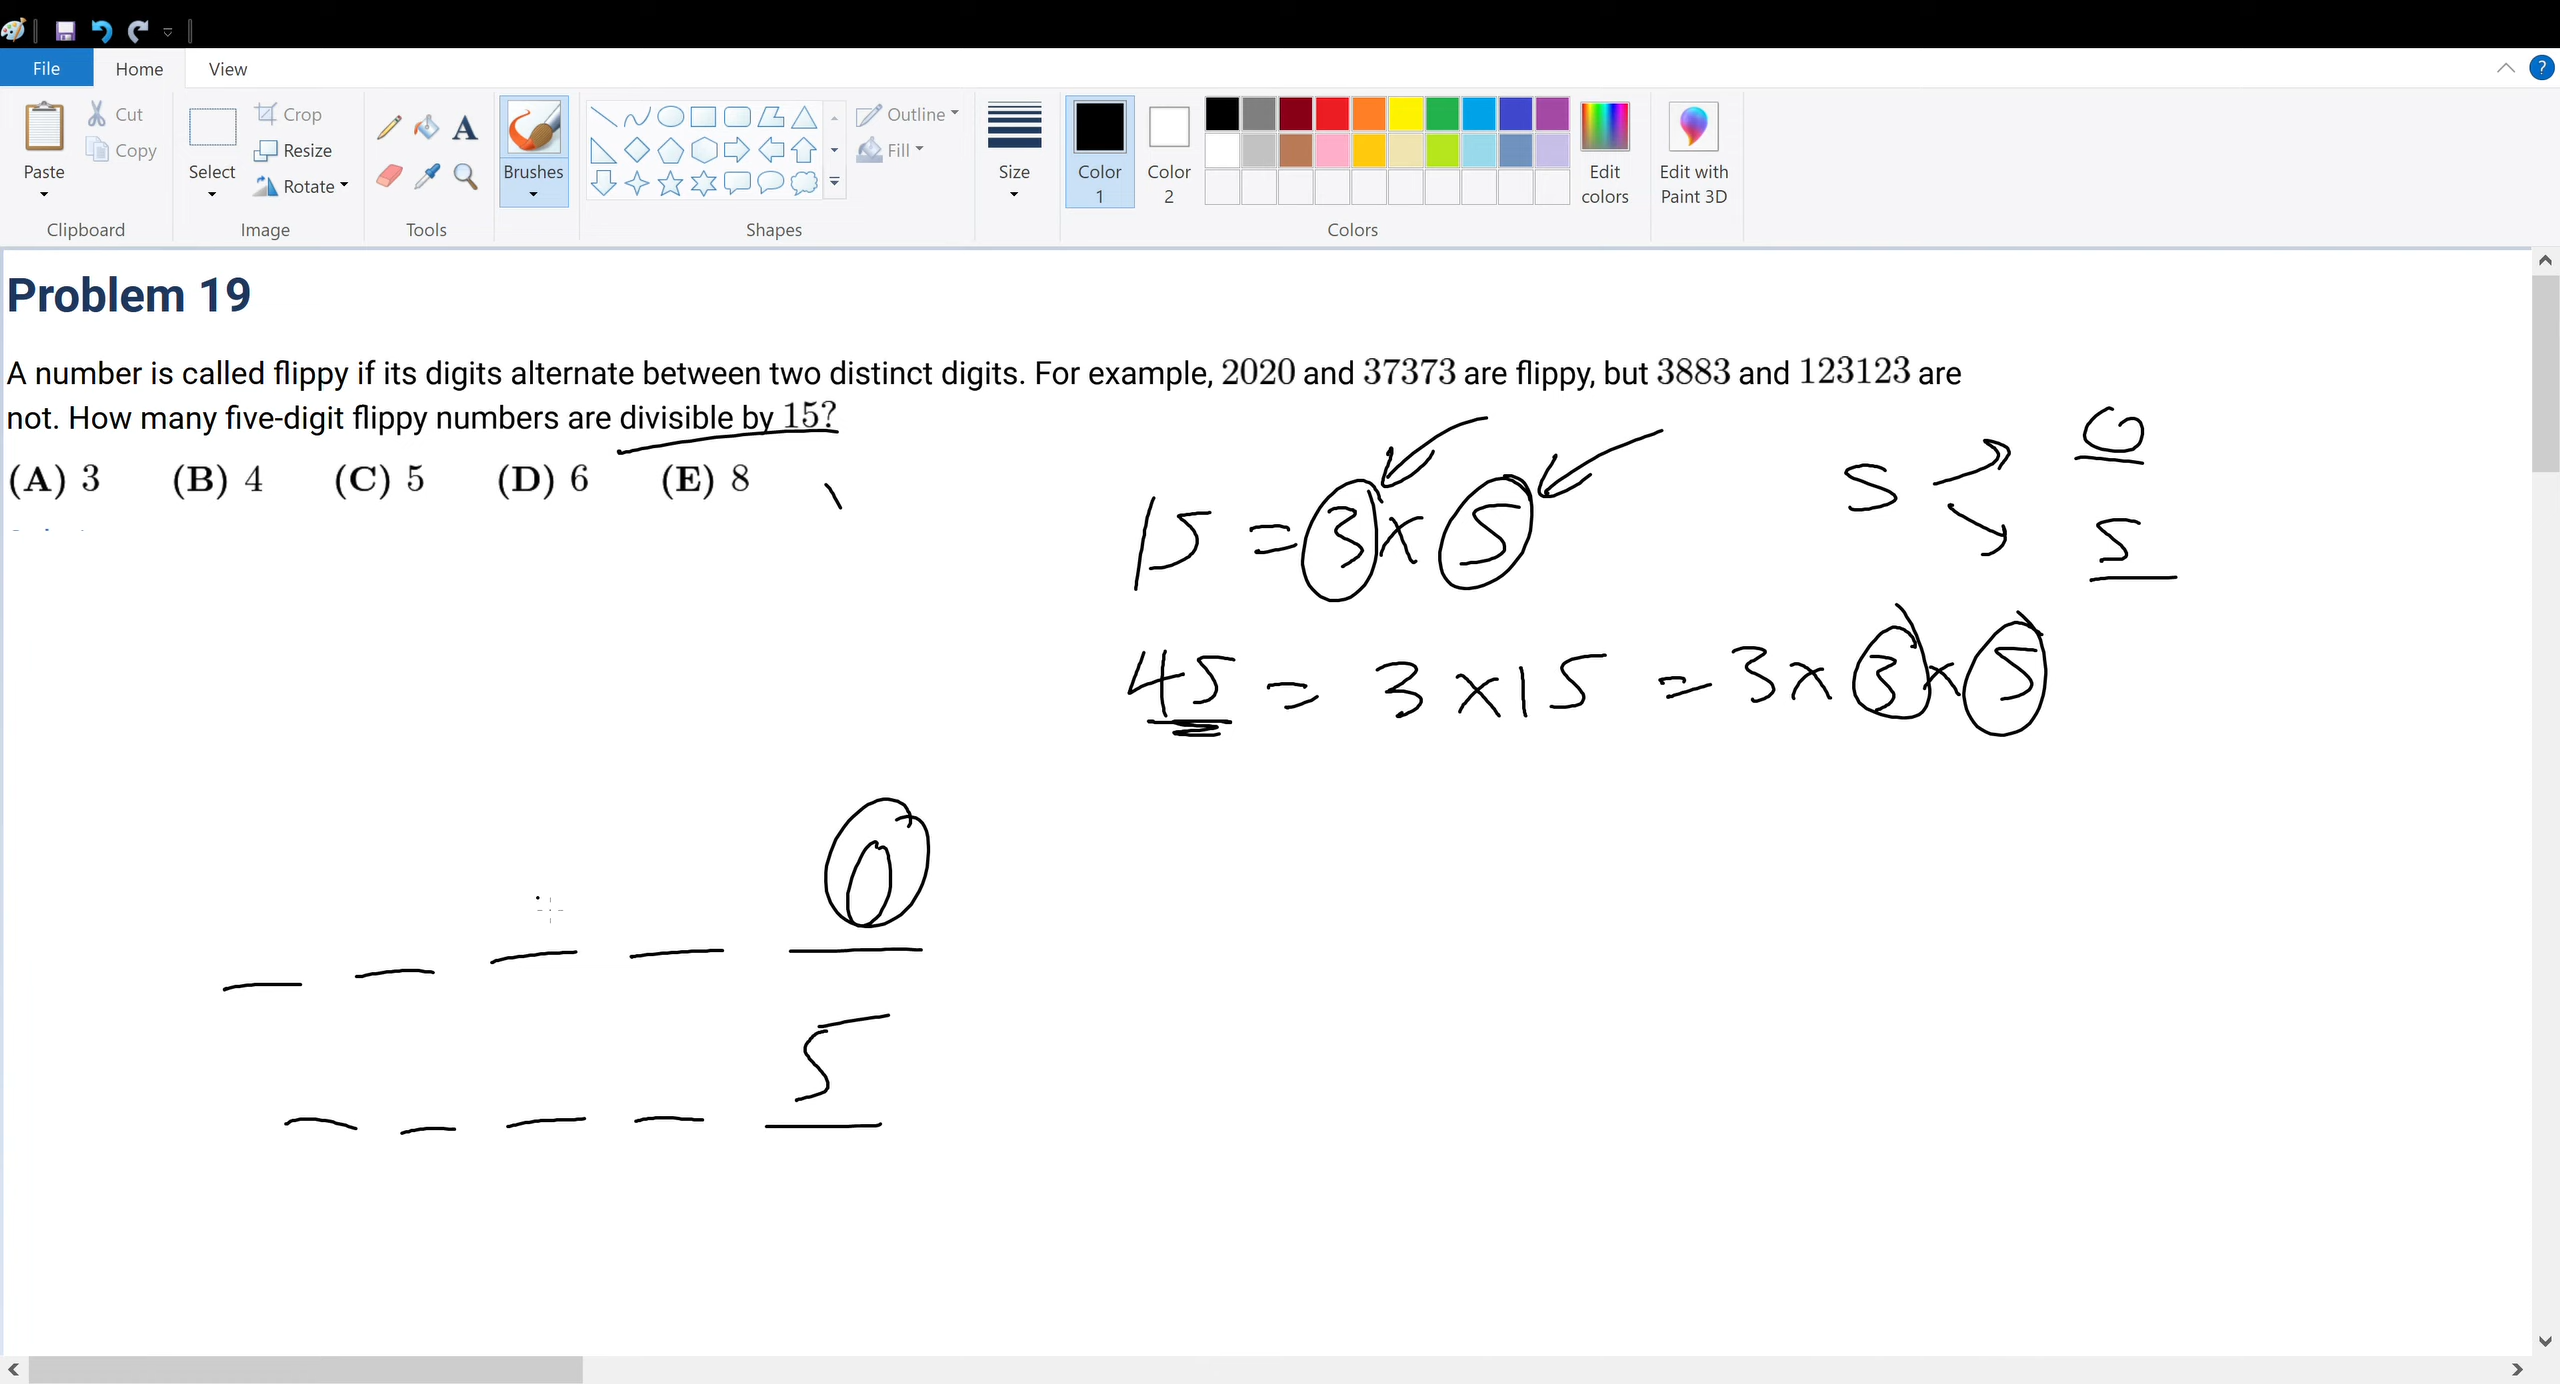 File Home View
Paste
Cut
Copy
Clipboard
Select
Crop
Resize
Rotate
Image
Tools
Brushes
Shapes
Outline
Fill
Size
Color 1
Color 2
Colors
Edit colors
Edit with Paint 3D
Problem 19
A number is called flippy if its digits alternate between two distinct digits. For example, 2020 and 37373 are flippy, but 3883 and 123123 are
not. How many five-digit flippy numbers are divisible by 15?
(A) 3 (B) 4 (C) 5 (D) 6 (E) 8
15 = 3 × 5
5 → 0
→ 5
45 = 3 × 15 = 3 × 3 × 5
_ _ _ _ 0
_ _ _ _ 5